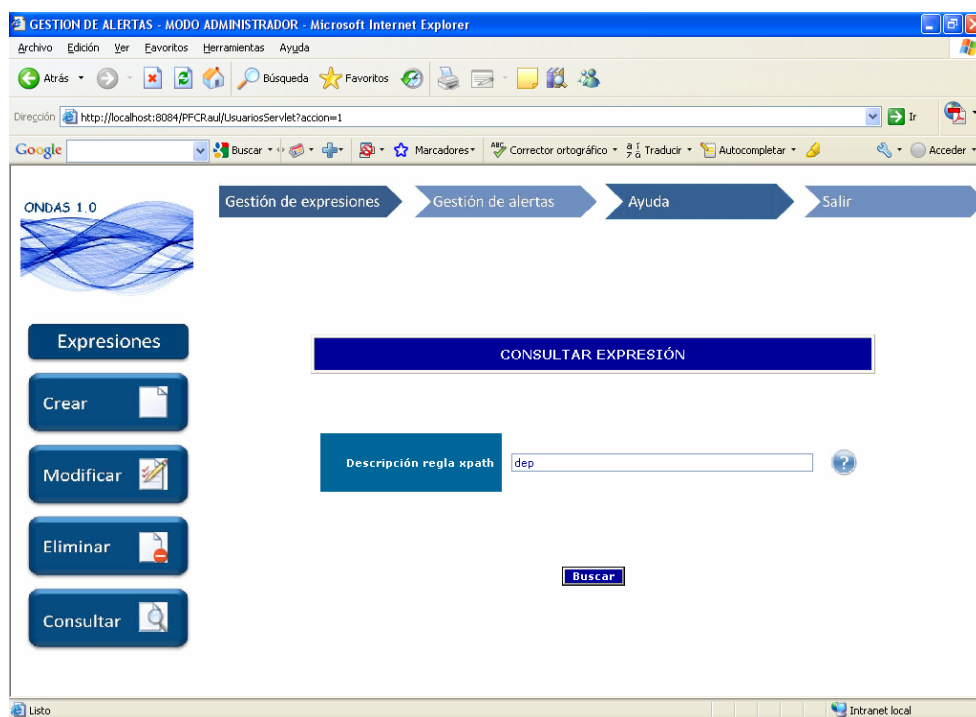 GESTION DE ALERTAS - MODO ADMINISTRADOR - Microsoft Internet Explorer
Archivo Edición Ver Favoritos Herramientas Ayuda
Atrás Búsqueda Favoritos
Dirección http://localhost:8084/PFCRaul/UsuariosServlet?accion=1 Ir
Google Buscar Marcadores ABC Corrector ortográfico Traducir Autocompletar Acceder
ONDAS 1.0
Gestión de expresiones Gestión de alertas Ayuda Salir
Expresiones
CONSULTAR EXPRESIÓN
Crear
Descripción regla xpath dep ?
Modificar
Eliminar
Buscar
Consultar
Listo Intranet local